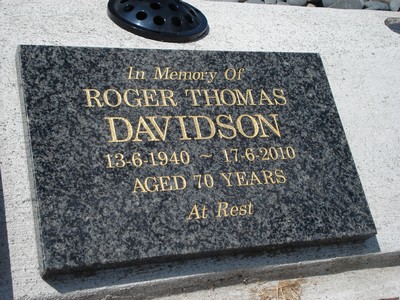 In Memory Of
ROGER THOMAS
DAVIDSON
13-6-1940 ~ 17-6-2010
AGED 70 YEARS
At Rest